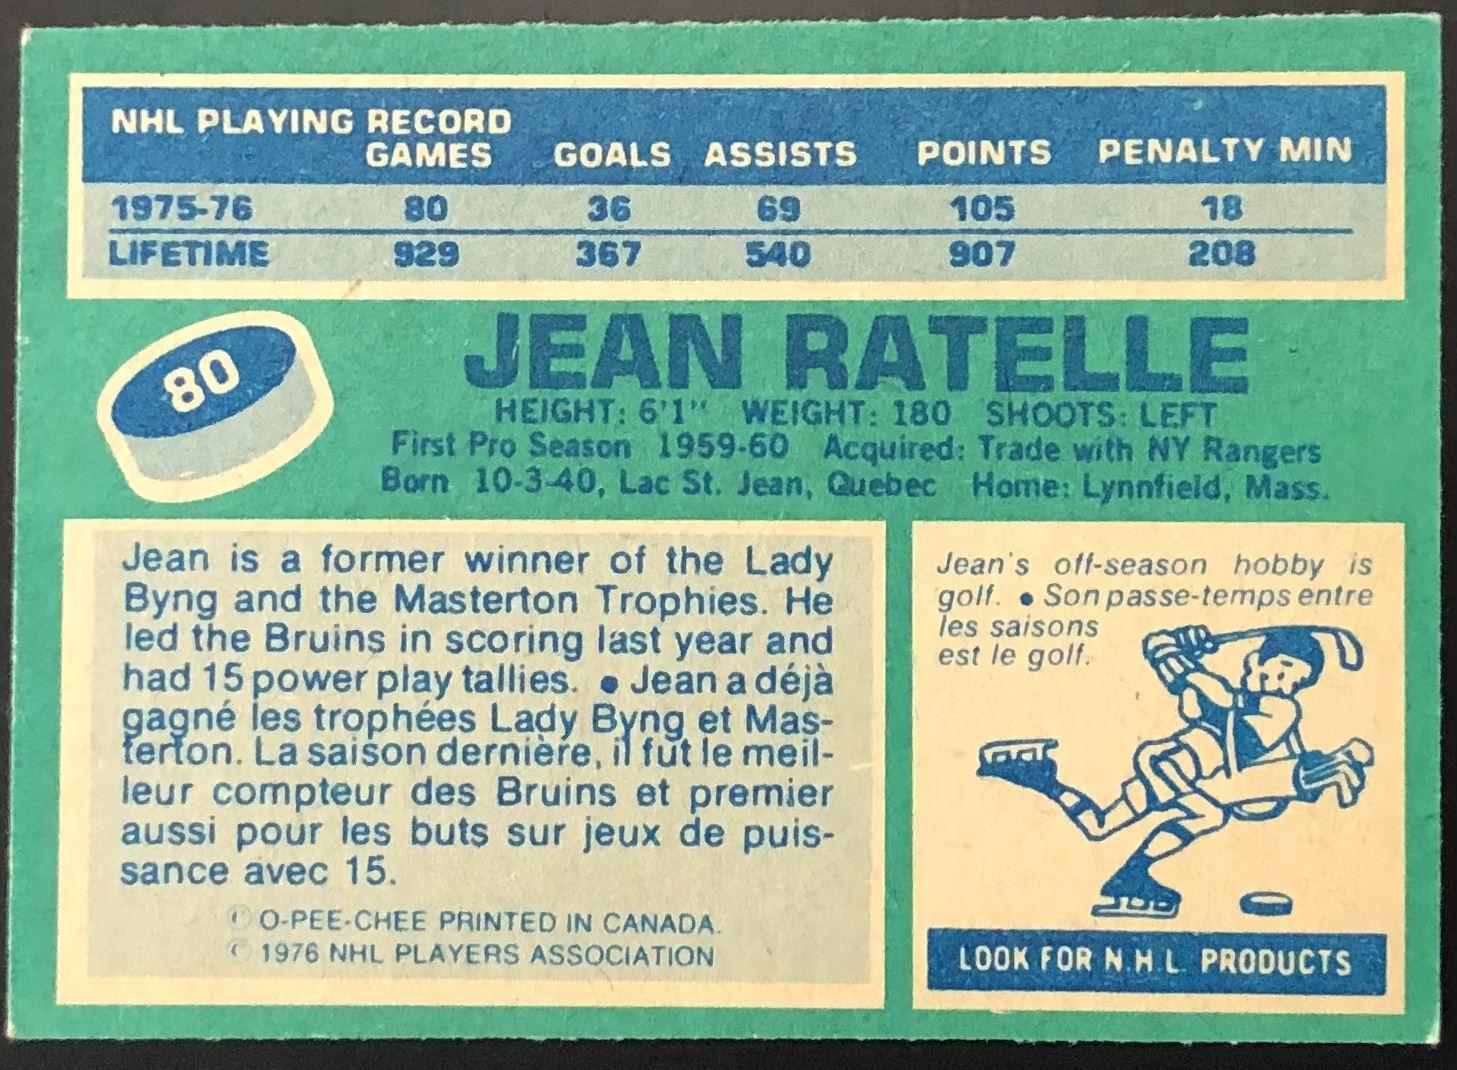 NHL PLAYING RECORD
GAMES GOALS ASSISTS POINTS PENALTY MIN
1975-76 80 36 69 105 18
LIFETIME 929 367 540 907 208
80
JEAN RATELLE
HEIGHT: 6'1" WEIGHT: 180 SHOOTS: LEFT
First Pro Season 1959-60 Acquired: Trade with NY Rangers
Born 10-3-40, Lac St. Jean, Quebec Home: Lynnfield, Mass.
Jean is a former winner of the Lady
Byng and the Masterton Trophies. He
led the Bruins in scoring last year and
had 15 power play tallies. • Jean a déjà
gagné les trophées Lady Byng et Mas-
terton. La saison dernière, il fut le meil-
leur compteur des Bruins et premier
aussi pour les buts sur jeux de puis-
sance avec 15.
© O-PEE-CHEE PRINTED IN CANADA.
© 1976 NHL PLAYERS ASSOCIATION
Jean's off-season hobby is
golf. • Son passe-temps entre
les saisons
est le golf.
LOOK FOR N.H.L. PRODUCTS